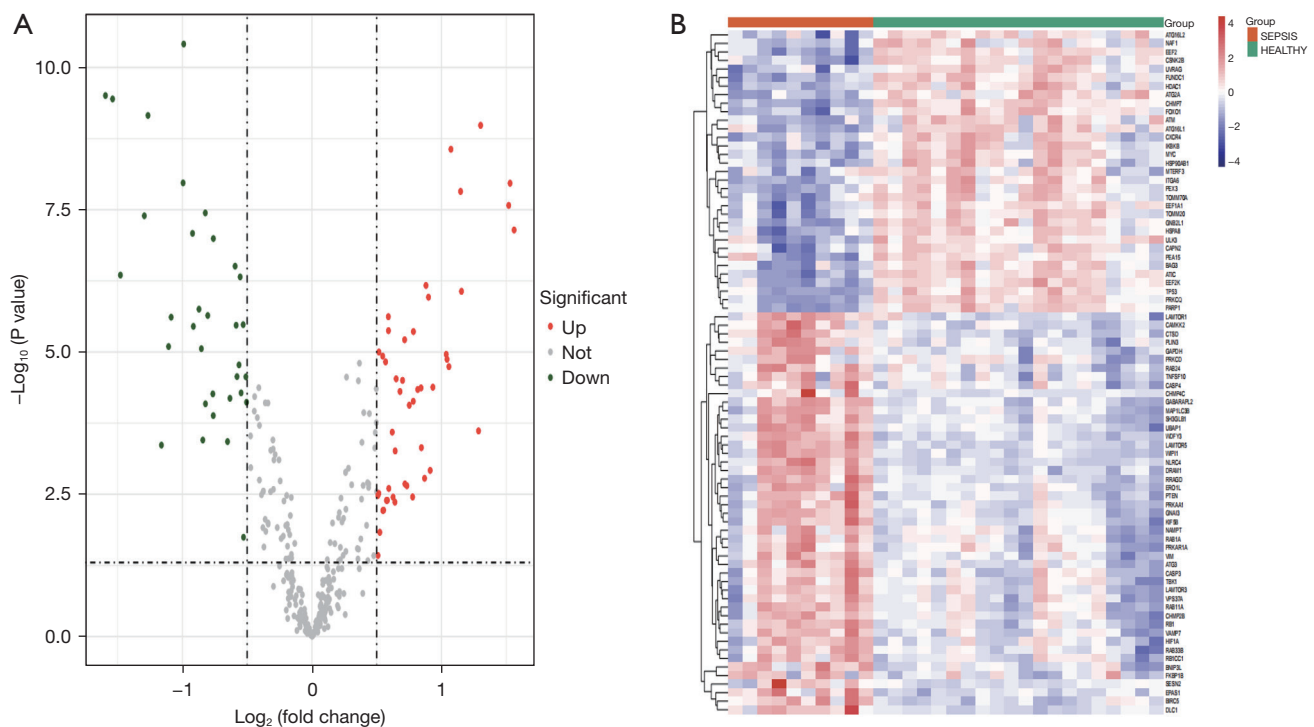 A
10.0
7.5
5.0
2.5
0.0
–Log₁₀ (P value)
−1
0
1
Log₂ (fold change)
Significant
Up
Not
Down
B
Group
ATG16L2
NAF1
EEF2
CSNK2B
UVRAG
FUNDC1
HDAC1
ATG2A
CHMP7
FOXO1
ATM
ATG16L1
CXCR4
IKBKB
MYC
HSP90AB1
MTERF3
ITGA6
PEX3
TOMM70A
EEF1A1
TOMM20
GNB2L1
HSPA8
ULK3
CAPN2
PEA15
BAG3
ATIC
EEF2K
TP53
PRKCQ
PARP1
LAMTOR1
CAMKK2
CTSD
PLIN3
GAPDH
PRKCD
RAB24
TNFSF10
CASP4
CHMP4C
GABARAPL2
MAP1LC3B
SH3GLB1
UBAP1
WDFY3
LAMTOR5
WIPI1
NLRC4
DRAM1
RRAGD
ERO1L
PTEN
PRKAA1
GNAI3
KIF5B
NAMPT
RAB1A
PRKAR1A
VIM
ATG3
CASP3
TBK1
LAMTOR3
VPS37A
RAB11A
CHMP2B
RB1
VAMP7
HIF1A
RAB33B
RB1CC1
BNIP3L
FKBP1B
SESN2
EPAS1
BIRC5
DLC1
4
2
0
−2
−4
Group
SEPSIS
HEALTHY